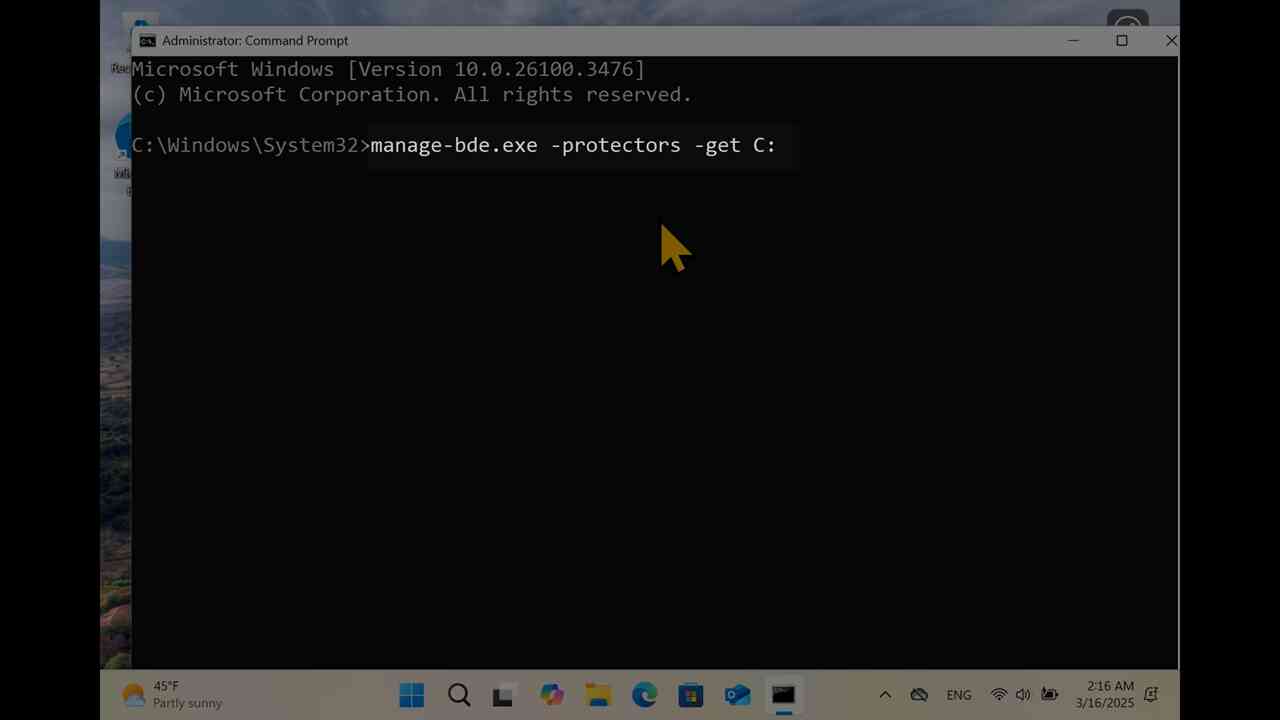 Administrator: Command Prompt
Microsoft Windows [Version 10.0.26100.3476]
(c) Microsoft Corporation. All rights reserved.
C:\Windows\System32>manage-bde.exe -protectors -get C:
45°F
Partly sunny
ENG
2:16 AM
3/16/2025